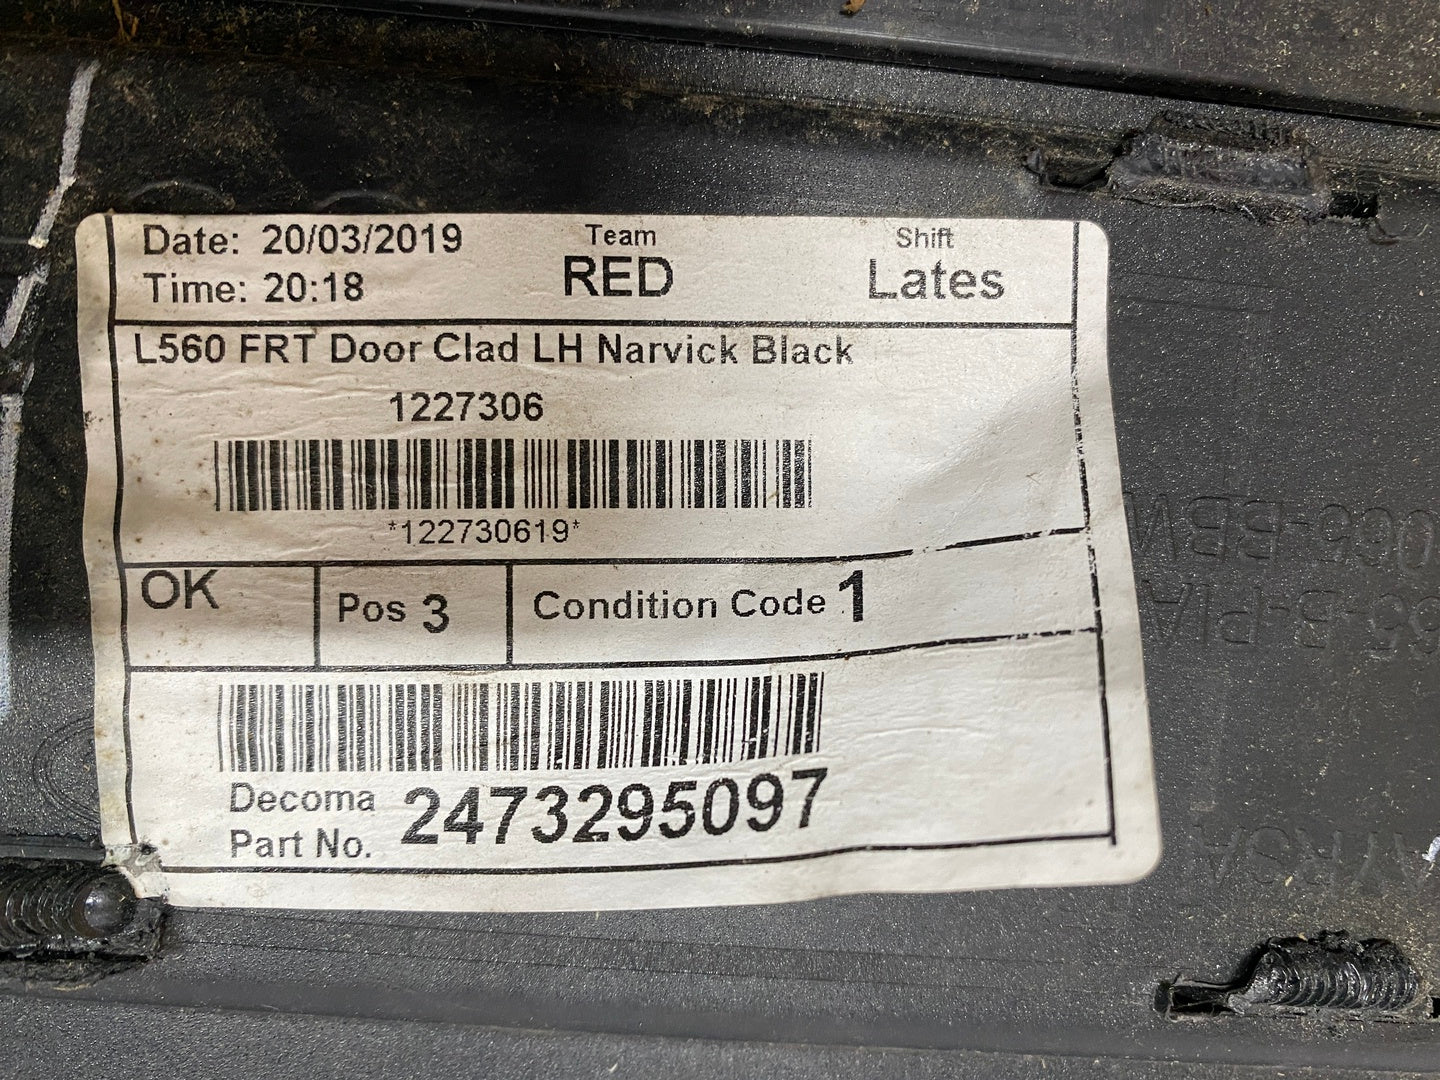 Date: 20/03/2019
Team
Shift
Time: 20:18
RED
Lates
L560 FRT Door Clad LH Narvick Black
1227306
*122730619*
OK
Pos 3
Condition Code 1
Decoma
Part No.
2473295097